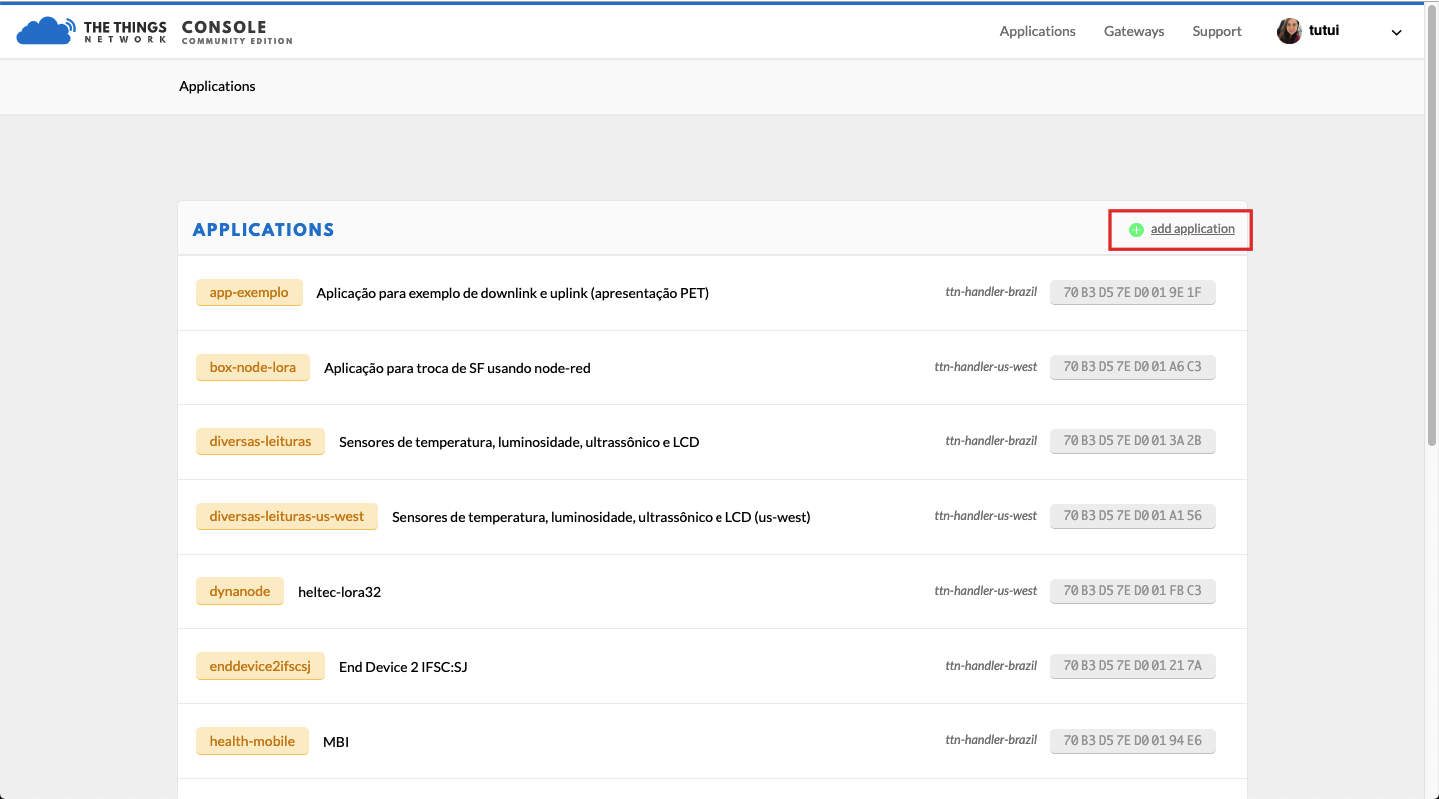 THE THINGS NETWORK CONSOLE COMMUNITY EDITION Applications Gateways Support tutui
Applications
APPLICATIONS add application
app-exemplo Aplicação para exemplo de downlink e uplink (apresentação PET) ttn-handler-brazil 70 B3 D5 7E D0 01 9E 1F
box-node-lora Aplicação para troca de SF usando node-red ttn-handler-us-west 70 B3 D5 7E D0 01 A6 C3
diversas-leituras Sensores de temperatura, luminosidade, ultrassônico e LCD ttn-handler-brazil 70 B3 D5 7E D0 01 3A 2B
diversas-leituras-us-west Sensores de temperatura, luminosidade, ultrassônico e LCD (us-west) ttn-handler-us-west 70 B3 D5 7E D0 01 A1 56
dynanode heltec-lora32 ttn-handler-us-west 70 B3 D5 7E D0 01 FB C3
enddevice2ifscsj End Device 2 IFSC:SJ ttn-handler-brazil 70 B3 D5 7E D0 01 21 7A
health-mobile MBI ttn-handler-brazil 70 B3 D5 7E D0 01 94 E6